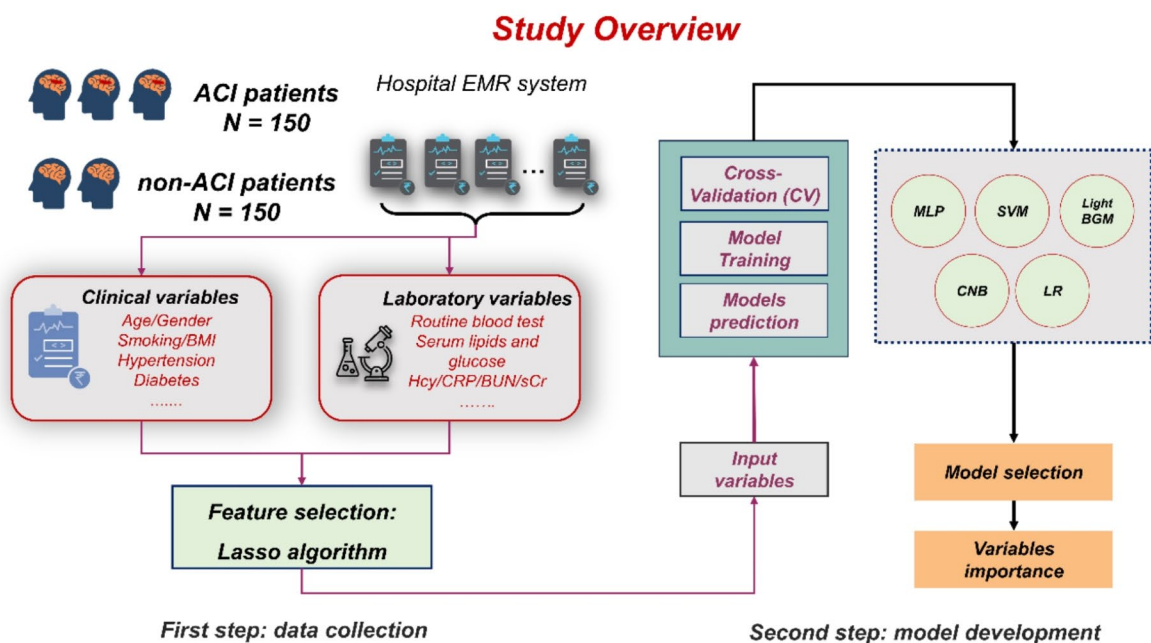 Study Overview
ACI patients
N = 150
non-ACI patients
N = 150
Hospital EMR system
...
Clinical variables
Age/Gender
Smoking/BMI
Hypertension
Diabetes
.......
Laboratory variables
Routine blood test
Serum lipids and
glucose
Hcy/CRP/BUN/sCr
.......
Feature selection:
Lasso algorithm
First step: data collection
Cross-
Validation (CV)
Model
Training
Models
prediction
Input
variables
MLP
SVM
Light
BGM
CNB
LR
Model selection
Variables
importance
Second step: model development